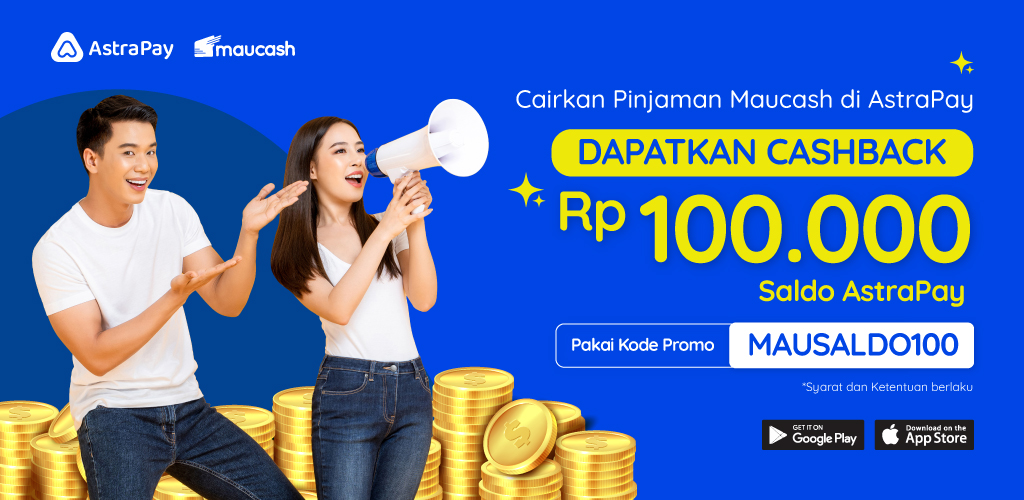 AstraPay maucash
Cairkan Pinjaman Maucash di AstraPay
DAPATKAN CASHBACK
Rp 100.000
Saldo AstraPay
Pakai Kode Promo MAUSALDO100
*Syarat dan Ketentuan berlaku
GET IT ON
Google Play
Download on the
App Store